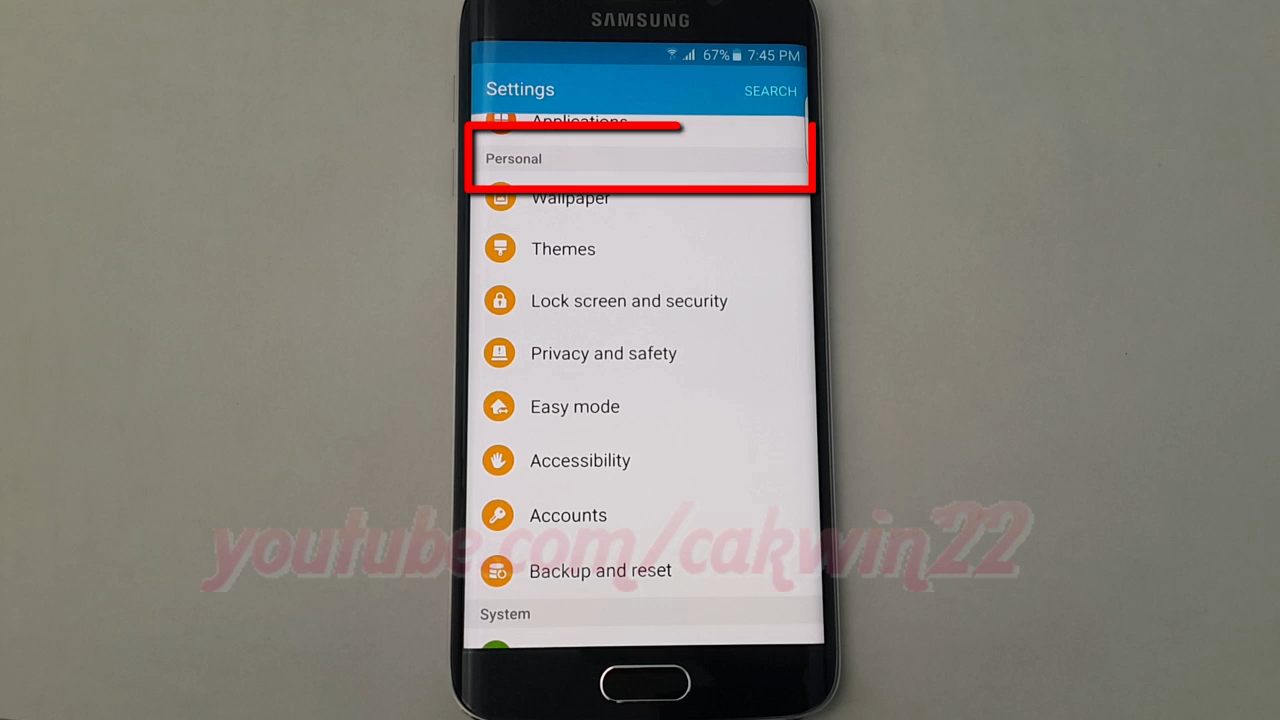 SAMSUNG
67% 7:45 PM
Settings SEARCH
Applications
Personal
Wallpaper
Themes
Lock screen and security
Privacy and safety
Easy mode
Accessibility
Accounts
youtube.com/cakwin22
Backup and reset
System